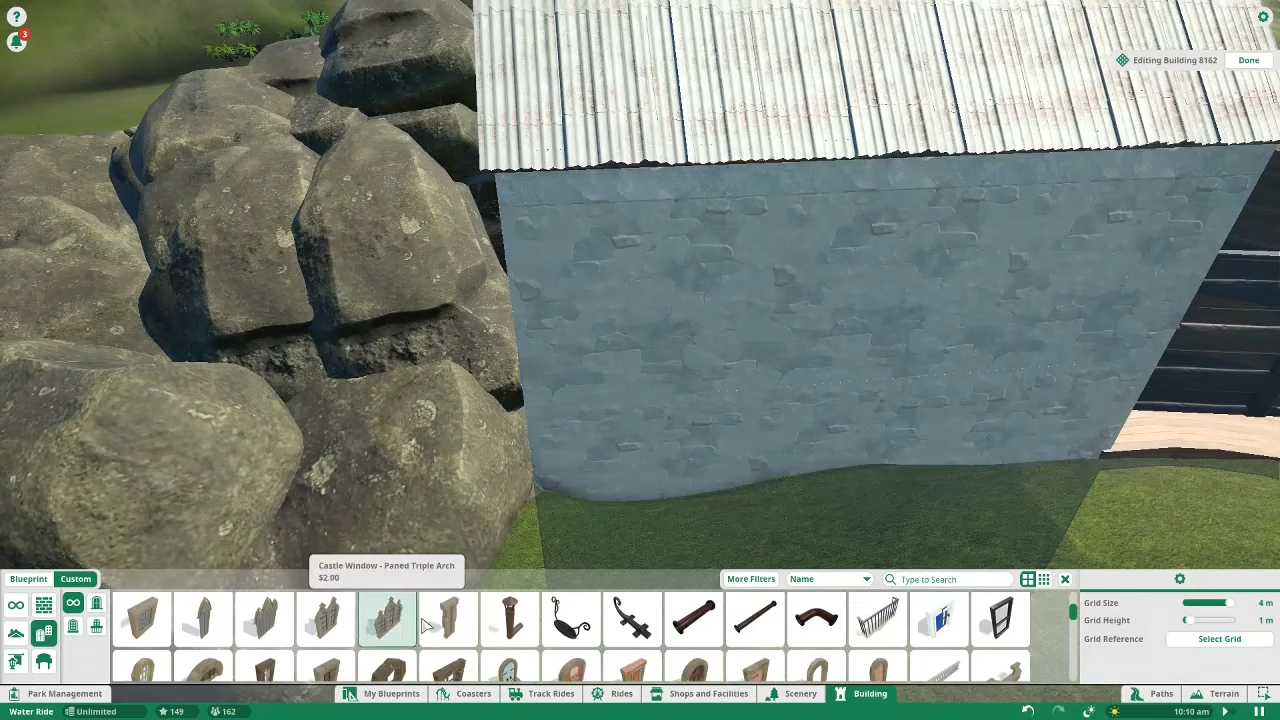 ?
3
Editing Building 8162
Done
Castle Window - Paned Triple Arch
$2.00
Blueprint
Custom
More Filters
Name
Type to Search
Grid Size
4 m
Grid Height
1 m
Grid Reference
Select Grid
Park Management
My Blueprints
Coasters
Track Rides
Rides
Shops and Facilities
Scenery
Building
Paths
Terrain
Water Ride
Unlimited
149
162
10:10 am